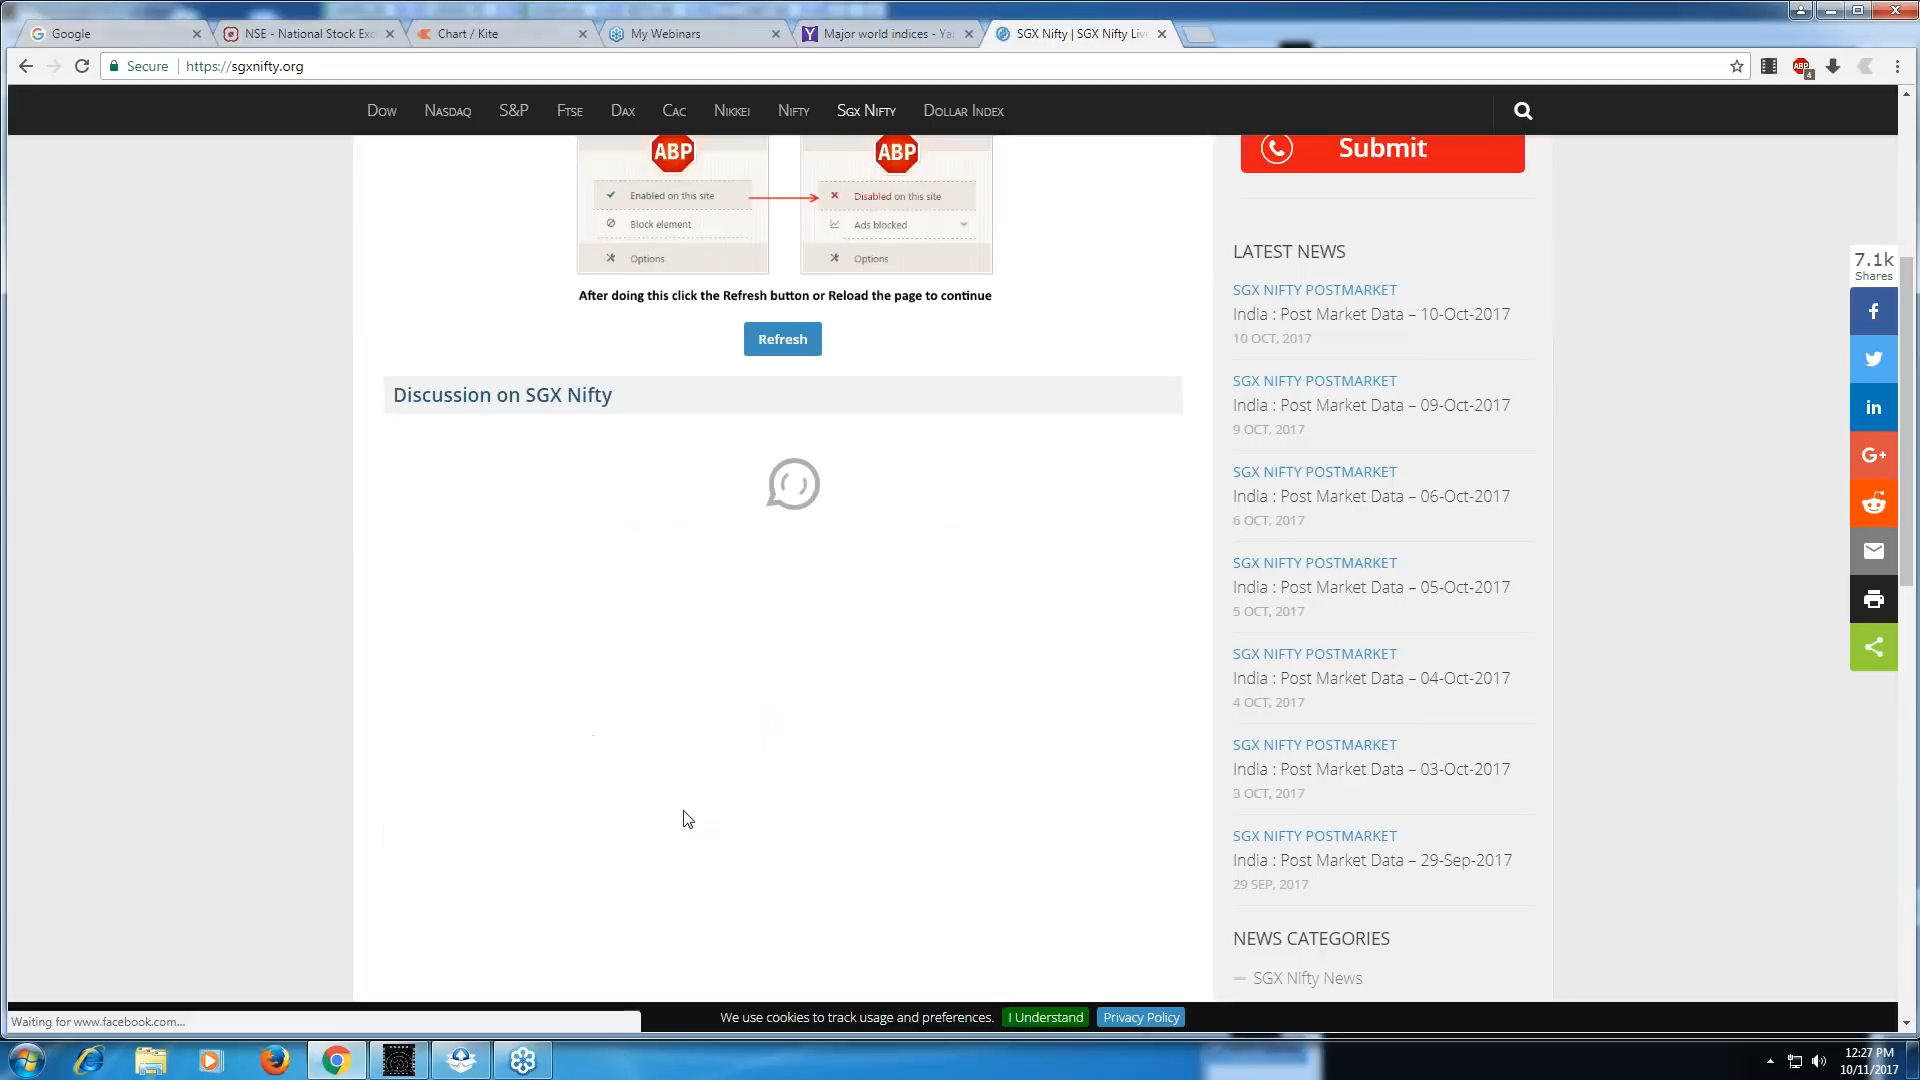 Google
NSE - National Stock Exc
Chart / Kite
My Webinars
Major world indices - Ya
SGX Nifty | SGX Nifty Live
Secure
https://sgxnifty.org
ABP
4
Dow
Nasdaq
S&P
Ftse
Dax
Cac
Nikkei
Nifty
Sgx Nifty
Dollar Index
ABP
Enabled on this site
Block element
Options
ABP
Disabled on this site
Ads blocked
Options
After doing this click the Refresh button or Reload the page to continue
Refresh
Discussion on SGX Nifty
Submit
LATEST NEWS
SGX NIFTY POSTMARKET
India : Post Market Data – 10-Oct-2017
10 OCT, 2017
SGX NIFTY POSTMARKET
India : Post Market Data – 09-Oct-2017
9 OCT, 2017
SGX NIFTY POSTMARKET
India : Post Market Data – 06-Oct-2017
6 OCT, 2017
SGX NIFTY POSTMARKET
India : Post Market Data – 05-Oct-2017
5 OCT, 2017
SGX NIFTY POSTMARKET
India : Post Market Data – 04-Oct-2017
4 OCT, 2017
SGX NIFTY POSTMARKET
India : Post Market Data – 03-Oct-2017
3 OCT, 2017
SGX NIFTY POSTMARKET
India : Post Market Data – 29-Sep-2017
29 SEP, 2017
NEWS CATEGORIES
SGX Nifty News
7.1k
Shares
f
in
G+
We use cookies to track usage and preferences.
I Understand
Privacy Policy
Waiting for www.facebook.com...
12:27 PM
10/11/2017